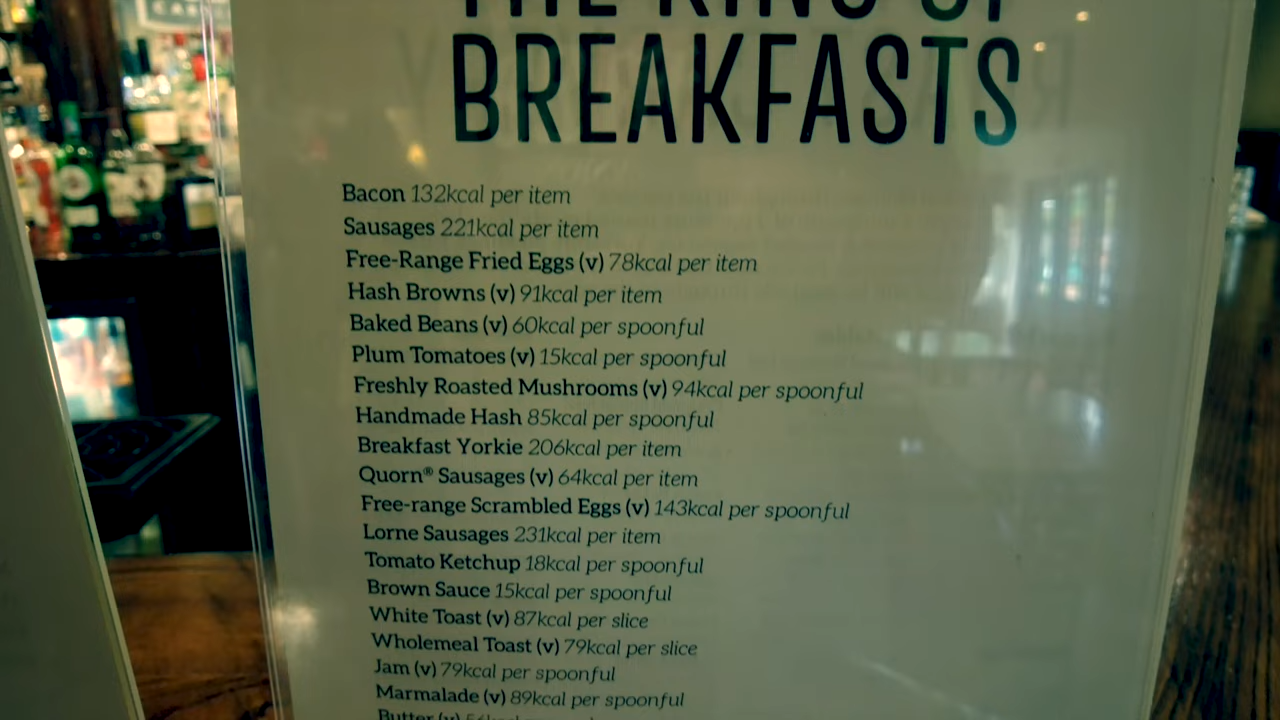 THE KING OF
BREAKFASTS
Bacon 132kcal per item
Sausages 221kcal per item
Free-Range Fried Eggs (v) 78kcal per item
Hash Browns (v) 91kcal per item
Baked Beans (v) 60kcal per spoonful
Plum Tomatoes (v) 15kcal per spoonful
Freshly Roasted Mushrooms (v) 94kcal per spoonful
Handmade Hash 85kcal per spoonful
Breakfast Yorkie 206kcal per item
Quorn® Sausages (v) 64kcal per item
Free-range Scrambled Eggs (v) 143kcal per spoonful
Lorne Sausages 231kcal per item
Tomato Ketchup 18kcal per spoonful
Brown Sauce 15kcal per spoonful
White Toast (v) 87kcal per slice
Wholemeal Toast (v) 79kcal per slice
Jam (v) 79kcal per spoonful
Marmalade (v) 89kcal per spoonful
Butter (v)